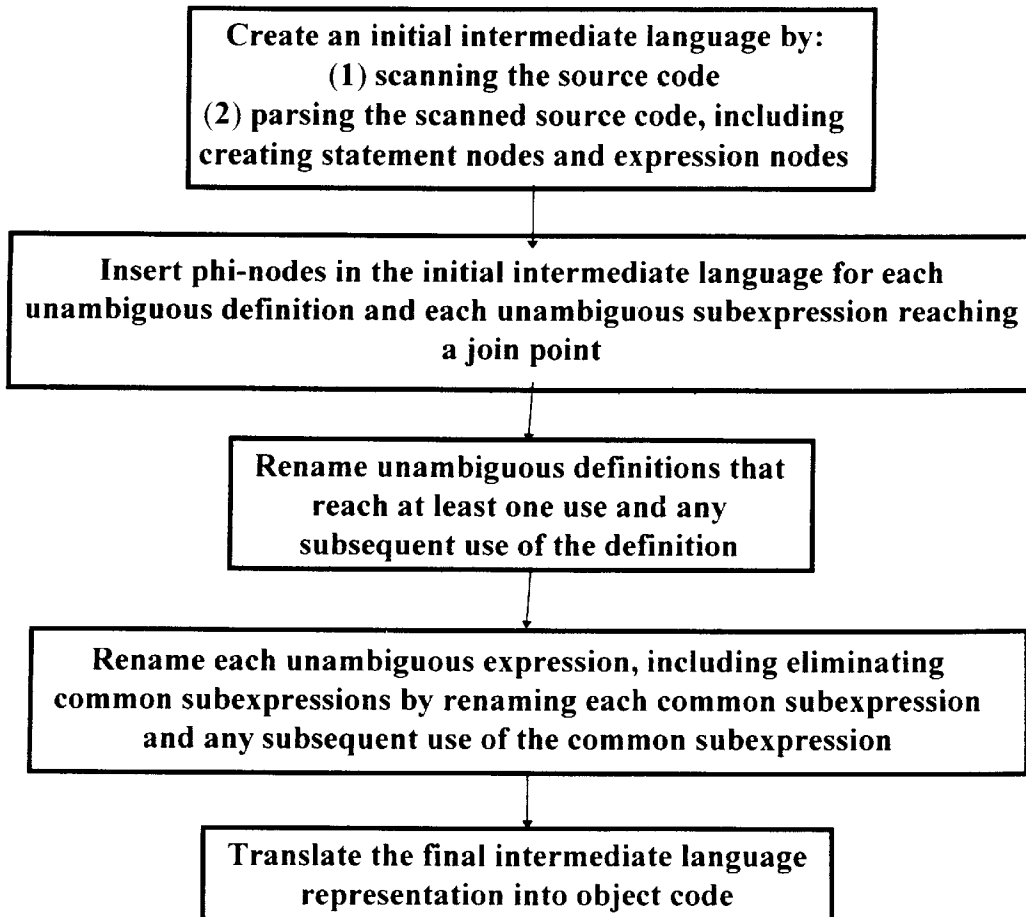 Create an initial intermediate language by:
(1) scanning the source code
(2) parsing the scanned source code, including
creating statement nodes and expression nodes
Insert phi-nodes in the initial intermediate language for each
unambiguous definition and each unambiguous subexpression reaching
a join point
Rename unambiguous definitions that
reach at least one use and any
subsequent use of the definition
Rename each unambiguous expression, including eliminating
common subexpressions by renaming each common subexpression
and any subsequent use of the common subexpression
Translate the final intermediate language
representation into object code